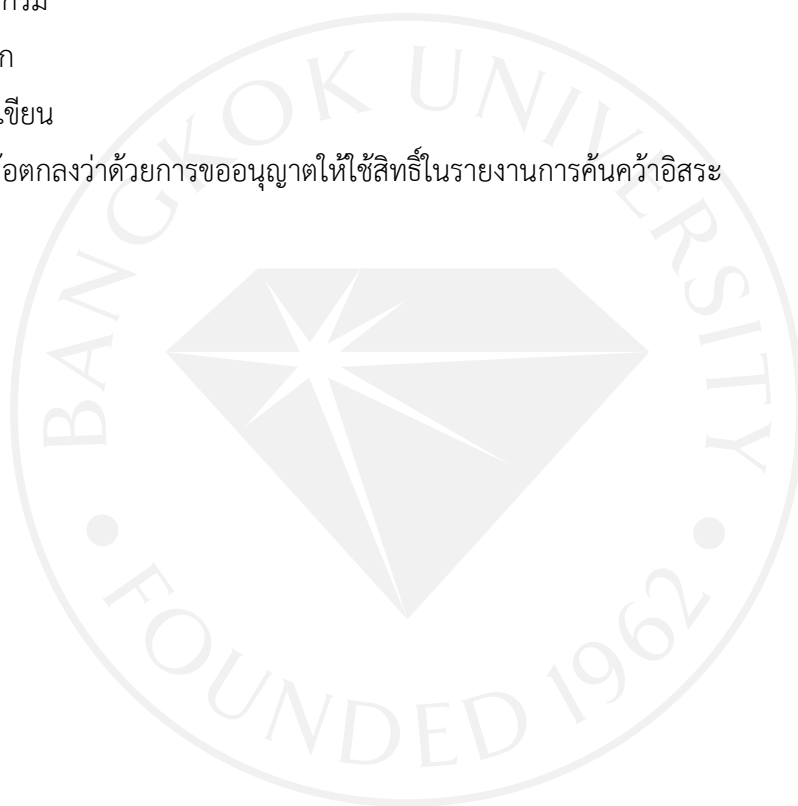 กรม
ก
เขียน
้อตกลงว่าด้วยการขออนุญาตให้ใช้สิทธิ์ในรายงานการค้นคว้าอิสระ
BANGKOK UNIVERSITY
FOUNDED 1962